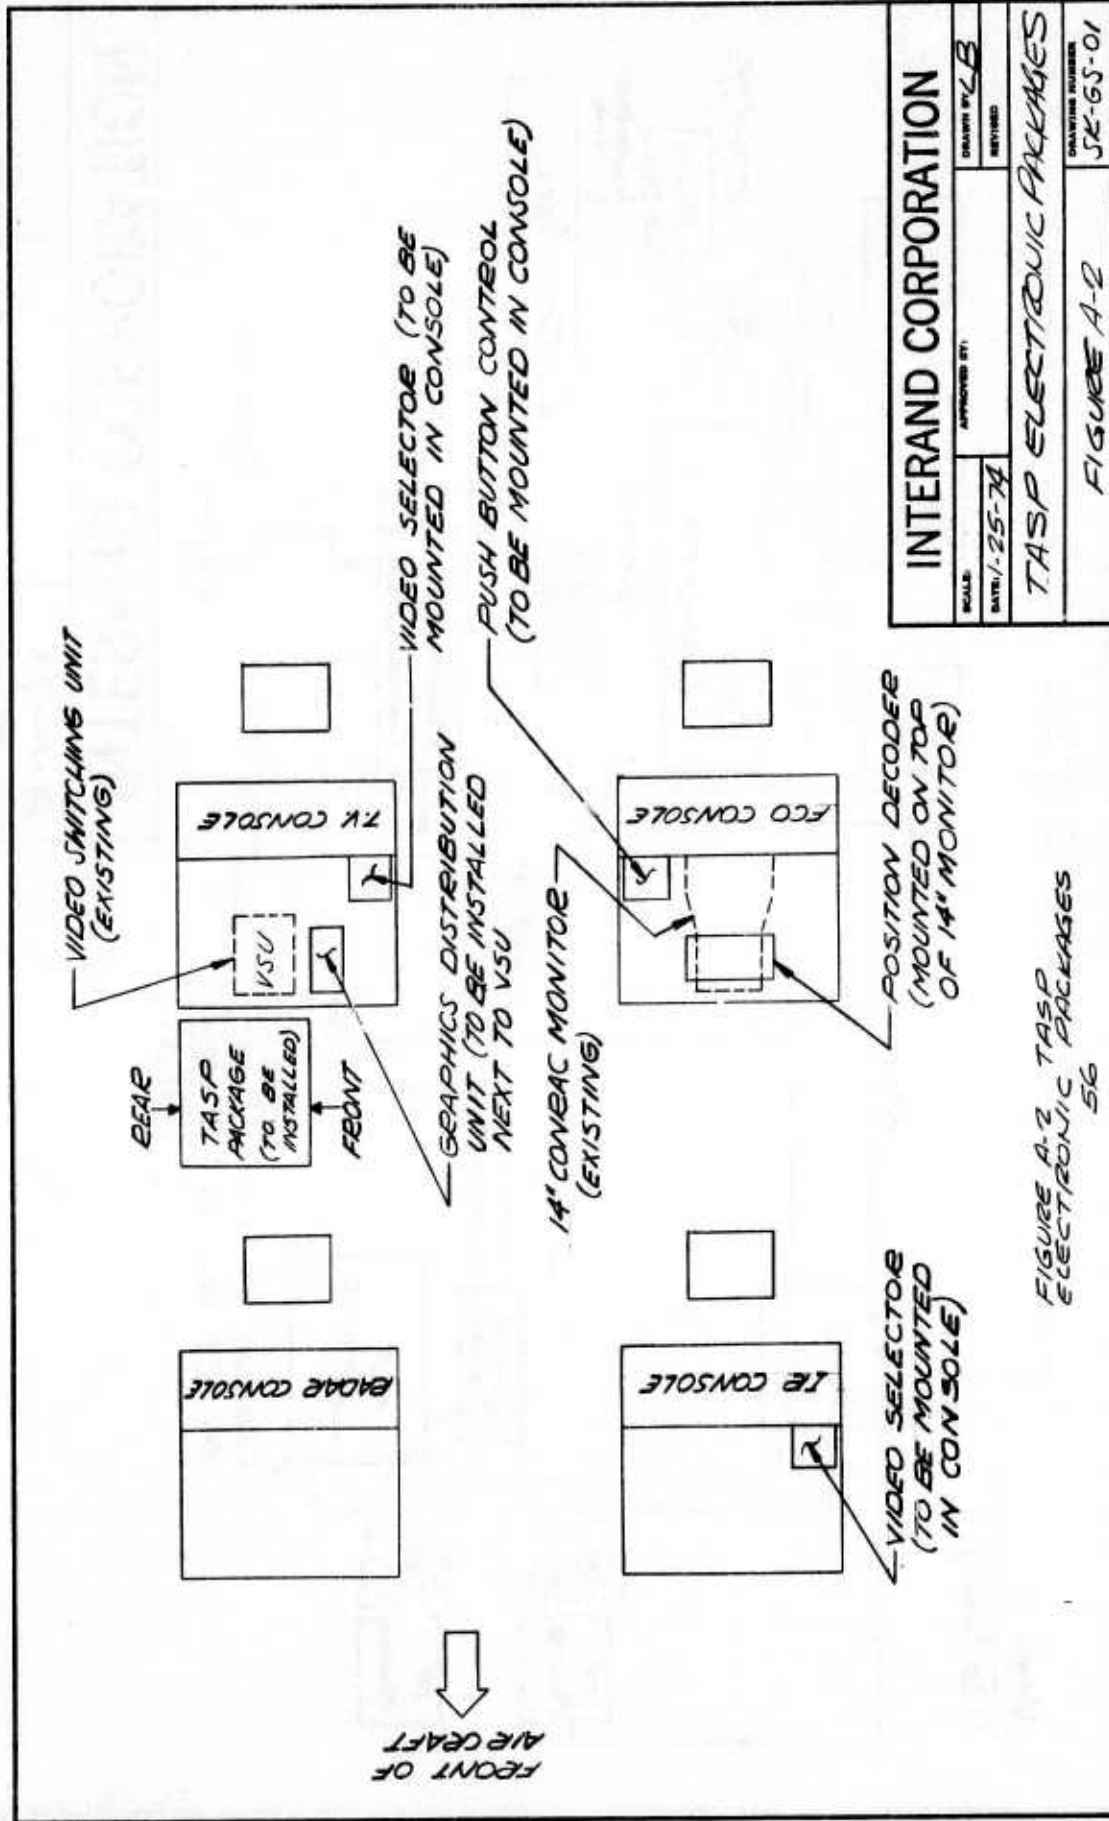 VIDEO SWITCHING UNIT
(EXISTING)
REAR
TASP
PACKAGE
(TO BE
INSTALLED)
FRONT
VSU
T.V. CONSOLE
RADAR CONSOLE
VIDEO SELECTOR (TO BE
MOUNTED IN CONSOLE)
GRAPHICS DISTRIBUTION
UNIT (TO BE INSTALLED
NEXT TO VSU
PUSH BUTTON CONTROL
(TO BE MOUNTED IN CONSOLE)
14" CONRAC MONITOR
(EXISTING)
FRONT OF
AIRCRAFT
IR CONSOLE
ECO CONSOLE
VIDEO SELECTOR
(TO BE MOUNTED
IN CONSOLE)
POSITION DECODER
(MOUNTED ON TOP
OF 14" MONITOR)
INTERAND CORPORATION
SCALE:
APPROVED BY:
DRAWN BY LB
DATE: 1-25-74
REVISED
TASP ELECTRONIC PACKAGES
FIGURE A-2
DRAWING NUMBER
SK-GS-01
FIGURE A-2 TASP
ELECTRONIC PACKAGES
56